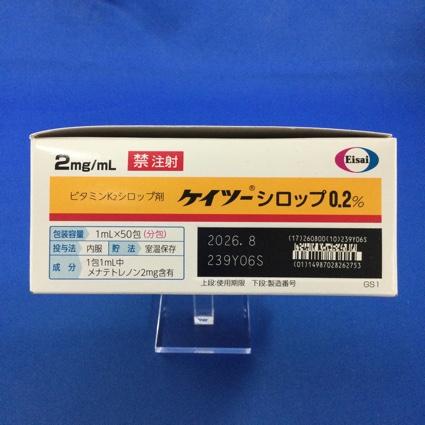 2mg/mL 禁注射 Eisai
ビタミンK2シロップ剤 ケイツー®シロップ0.2%
包装容量 1mL×50包(分包)
投与法 内服 貯法 室温保存
成分 1包1mL中
メナテトレノン2mg含有
2026.8
239Y06S
(17)260800(10)239Y06S
(01)14987028262753
上段:使用期限 下段:製造番号 GS1